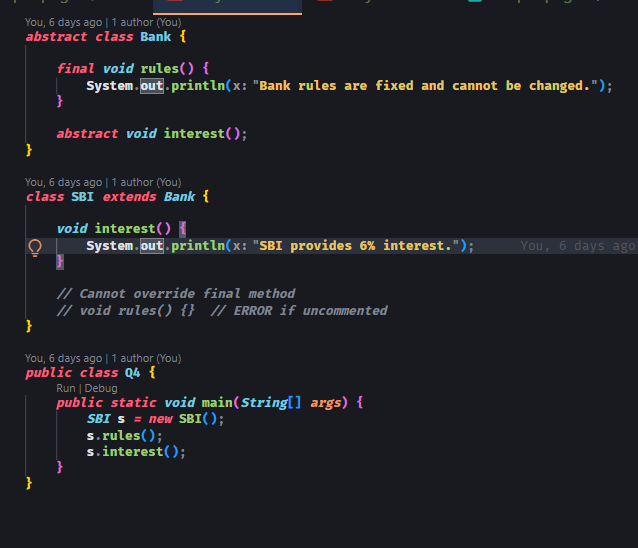 You, 6 days ago | 1 author (You)
abstract class Bank {
    final void rules() {
        System.out.println(x: "Bank rules are fixed and cannot be changed.");
    }
    abstract void interest();
}
You, 6 days ago | 1 author (You)
class SBI extends Bank {
    void interest() {
        System.out.println(x: "SBI provides 6% interest."); You, 6 days ago
    }
    // Cannot override final method
    // void rules() {}  // ERROR if uncommented
}
You, 6 days ago | 1 author (You)
public class Q4 {
    Run | Debug
    public static void main(String[] args) {
        SBI s = new SBI();
        s.rules();
        s.interest();
    }
}